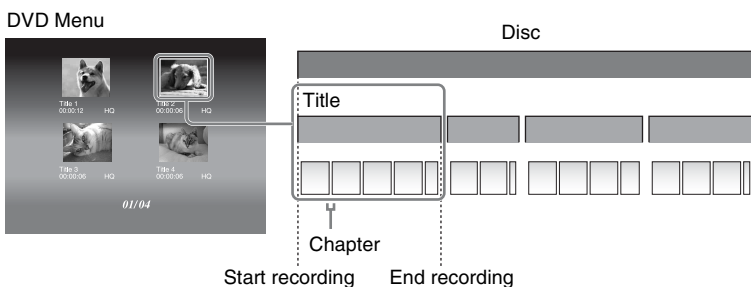 DVD Menu
Disc
Title 1
00:00:12 HQ
Title 2
00:00:06 HQ
Title 3
00:00:06 HQ
Title 4
00:00:06 HQ
01/04
Title
Chapter
Start recording End recording